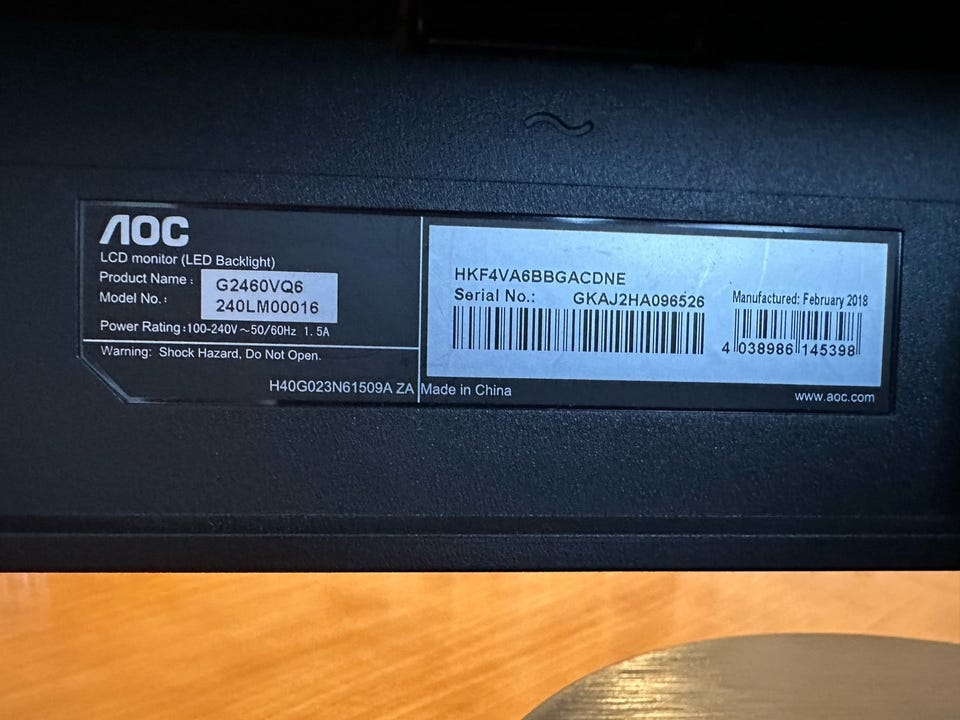 AOC
LCD monitor (LED Backlight)
Product Name : G2460VQ6
Model No.: 240LM00016
Power Rating :100-240V ~ 50/60Hz 1.5A
Warning: Shock Hazard, Do Not Open.
H40G023N61509A ZA Made in China
HKF4VA6BBGACDNE
Serial No.: GKAJ2HA096526
Manufactured: February 2018
4 038986 145398
www.aoc.com